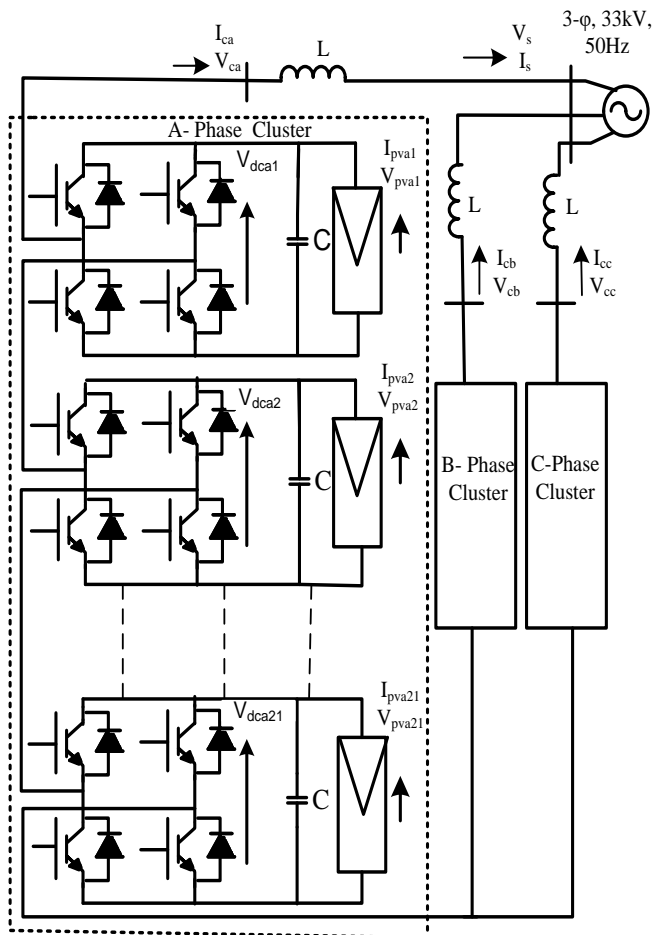 3-φ, 33kV,
50Hz
I_ca
V_ca
L
V_s
I_s
A- Phase Cluster
V_dca1
C
I_pva1
V_pva1
L
L
I_cb
V_cb
I_cc
V_cc
V_dca2
C
I_pva2
V_pva2
B- Phase
Cluster
C-Phase
Cluster
V_dca21
C
I_pva21
V_pva21